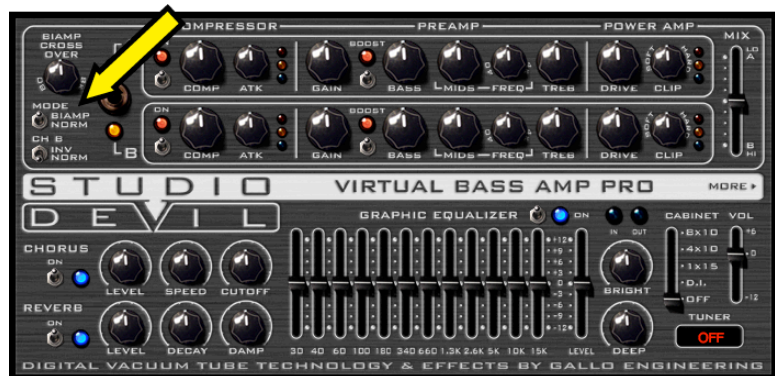 COMPRESSOR PREAMP POWER AMP
BIAMP CROSS OVER
MIX
ON BOOST SOFT HARD LO A
COMP ATK GAIN BASS MIDS FREQ TREB DRIVE CLIP
MODE
BIAMP
NORM
ON BOOST SOFT HARD
CH B
INV
NORM
B
COMP ATK GAIN BASS MIDS FREQ TREB DRIVE CLIP
B HI
STUDIO VIRTUAL BASS AMP PRO MORE
DEVIL
GRAPHIC EQUALIZER ON IN OUT CABINET VOL
CHORUS
ON
LEVEL SPEED CUTOFF
+12 +9 +6 +3 0 -3 -6 -9 -12
BRIGHT
8X10
4X10
1X15
D.I.
OFF
+6
0
-12
REVERB
ON
TUNER
OFF
LEVEL DECAY DAMP
30 40 60 100 180 340 660 1.3K 2.6K 5K 10K 15K LEVEL DEEP
DIGITAL VACUUM TUBE TECHNOLOGY & EFFECTS BY GALLO ENGINEERING